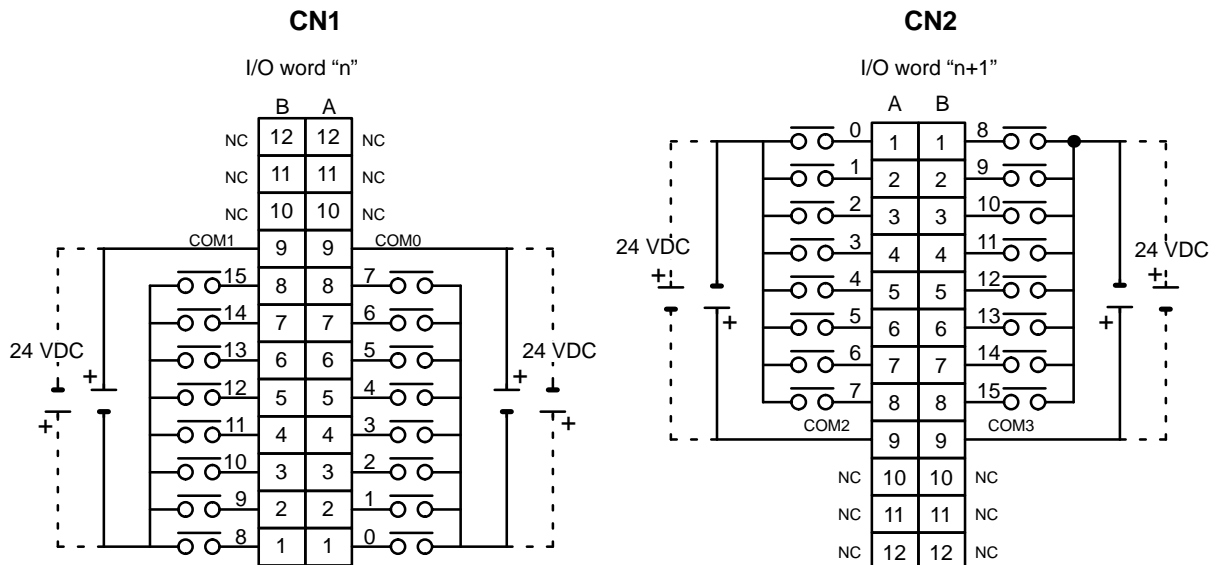 CN1
I/O word “n”
B A
NC 12 12 NC
NC 11 11 NC
NC 10 10 NC
COM1 9 9 COM0
15 8 8 7
14 7 7 6
13 6 6 5
12 5 5 4
11 4 4 3
10 3 3 2
9 2 2 1
8 1 1 0
24 VDC + +
24 VDC + +
CN2
I/O word “n+1”
A B
0 1 1 8
1 2 2 9
2 3 3 10
3 4 4 11
4 5 5 12
5 6 6 13
6 7 7 14
7 8 8 15
COM2 9 9 COM3
NC 10 10 NC
NC 11 11 NC
NC 12 12 NC
24 VDC + +
24 VDC + +